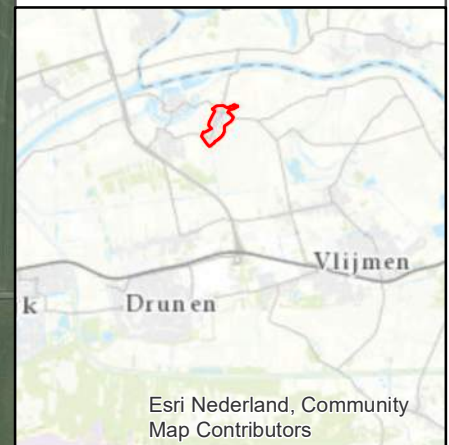 Vlijmen
k
Drunen
Esri Nederland, Community
Map Contributors